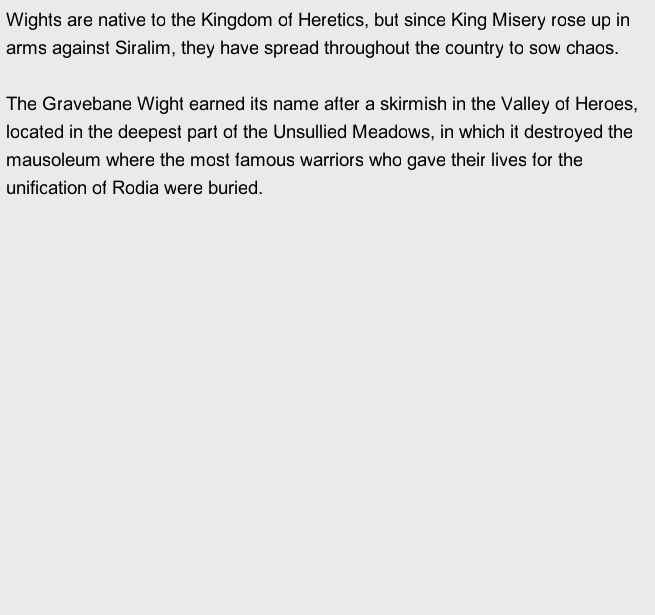 Wights are native to the Kingdom of Heretics, but since King Misery rose up in
arms against Siralim, they have spread throughout the country to sow chaos.
The Gravebane Wight earned its name after a skirmish in the Valley of Heroes,
located in the deepest part of the Unsullied Meadows, in which it destroyed the
mausoleum where the most famous warriors who gave their lives for the
unification of Rodia were buried.